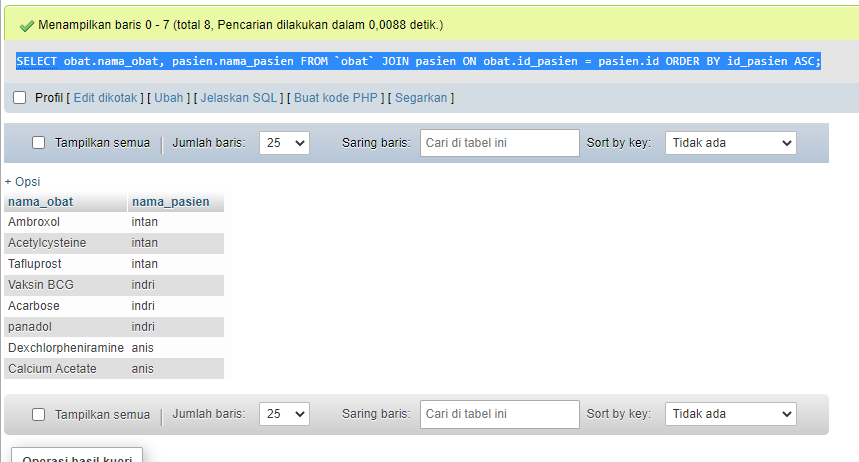 Menampilkan baris 0 - 7 (total 8, Pencarian dilakukan dalam 0,0088 detik.)
SELECT obat.nama_obat, pasien.nama_pasien FROM `obat` JOIN pasien ON obat.id_pasien = pasien.id ORDER BY id_pasien ASC;
Profil [ Edit dikotak ] [ Ubah ] [ Jelaskan SQL ] [ Buat kode PHP ] [ Segarkan ]
Tampilkan semua | Jumlah baris: 25 Saring baris: Cari di tabel ini Sort by key: Tidak ada
+ Opsi
nama_obat nama_pasien
Ambroxol intan
Acetylcysteine intan
Tafluprost intan
Vaksin BCG indri
Acarbose indri
panadol indri
Dexchlorpheniramine anis
Calcium Acetate anis
Tampilkan semua | Jumlah baris: 25 Saring baris: Cari di tabel ini Sort by key: Tidak ada
Operasi hasil kueri